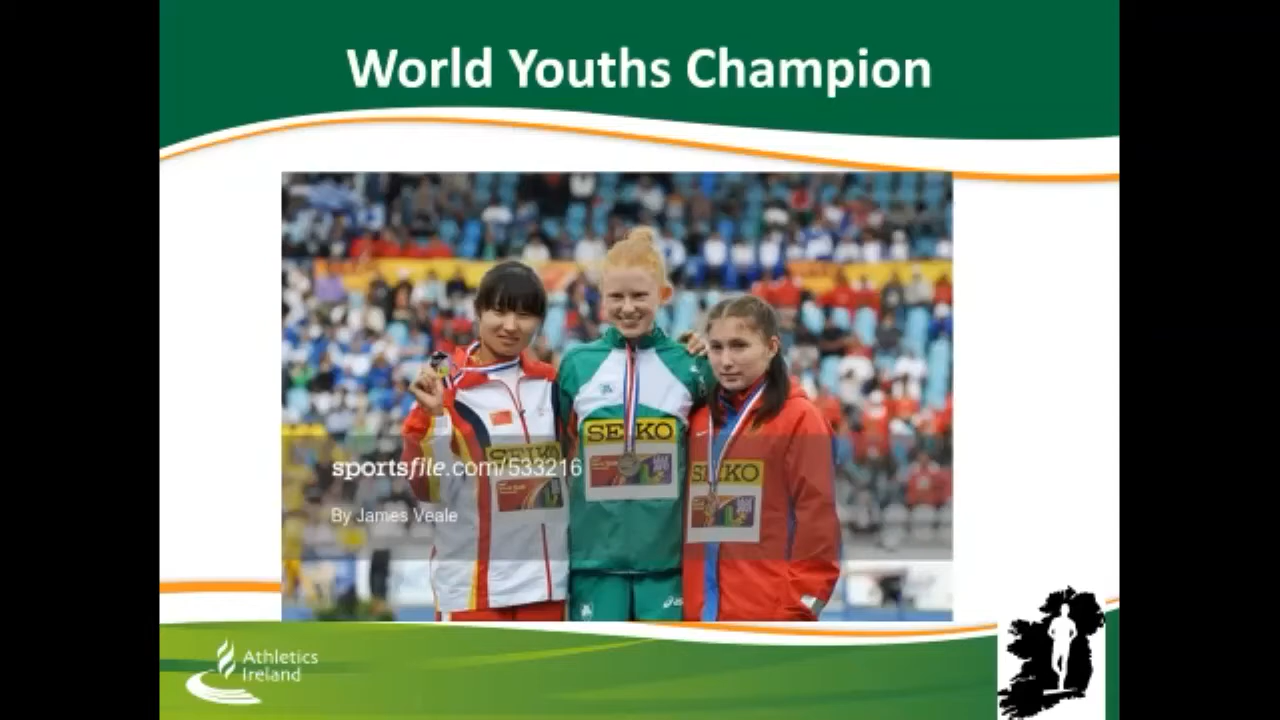 World Youths Champion
SEIKO
SEIKO
SEIKO
sportsfile.com/533216
By James Veale
Athletics
Ireland